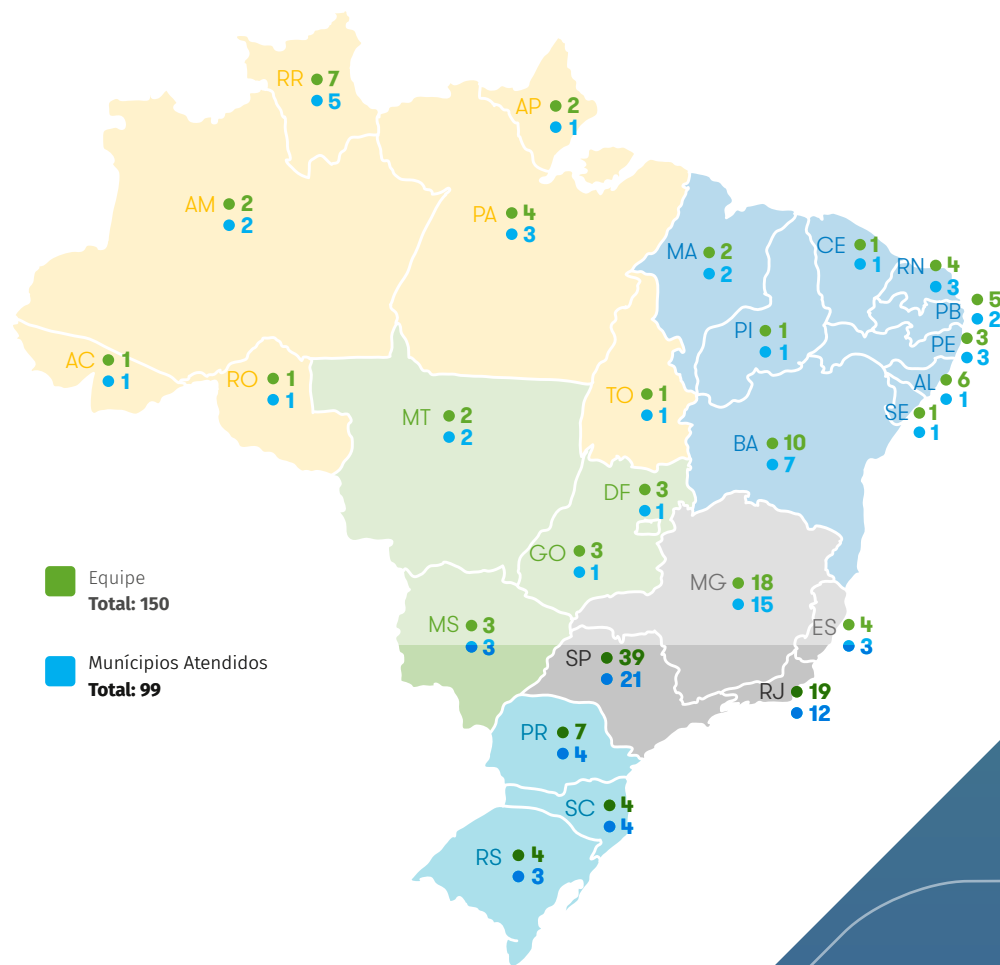 RR 7
5
AP 2
1
AM 2
2
PA 4
3
MA 2
2
CE 1
1
RN 4
3
PB 5
2
PI 1
1
PE 3
3
AC 1
1
RO 1
1
TO 1
1
AL 6
1
SE 1
1
MT 2
2
BA 10
7
DF 3
1
GO 3
1
MG 18
15
Equipe
Total: 150
MS 3
3
ES 4
3
Munícipios Atendidos
Total: 99
SP 39
21
RJ 19
12
PR 7
4
SC 4
4
RS 4
3